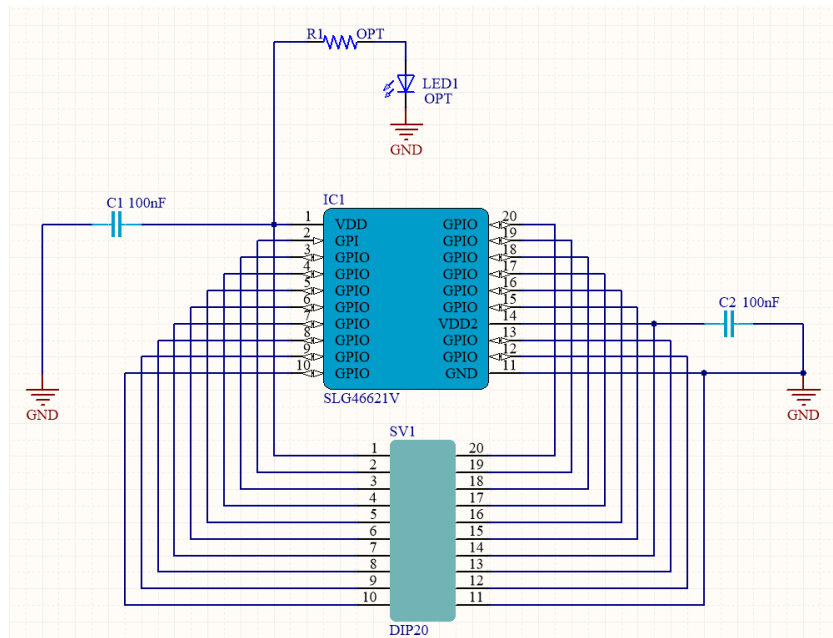 R1 OPT
LED1
OPT
GND
C1 100nF
IC1
1 VDD GPIO 20
2 GPI GPIO 19
3 GPIO GPIO 18
4 GPIO GPIO 17
5 GPIO GPIO 16
6 GPIO GPIO 15
7 GPIO VDD2 14
8 GPIO GPIO 13
9 GPIO GPIO 12
10 GPIO GND 11
C2 100nF
SLG46621V
GND
GND
SV1
1 20
2 19
3 18
4 17
5 16
6 15
7 14
8 13
9 12
10 11
DIP20